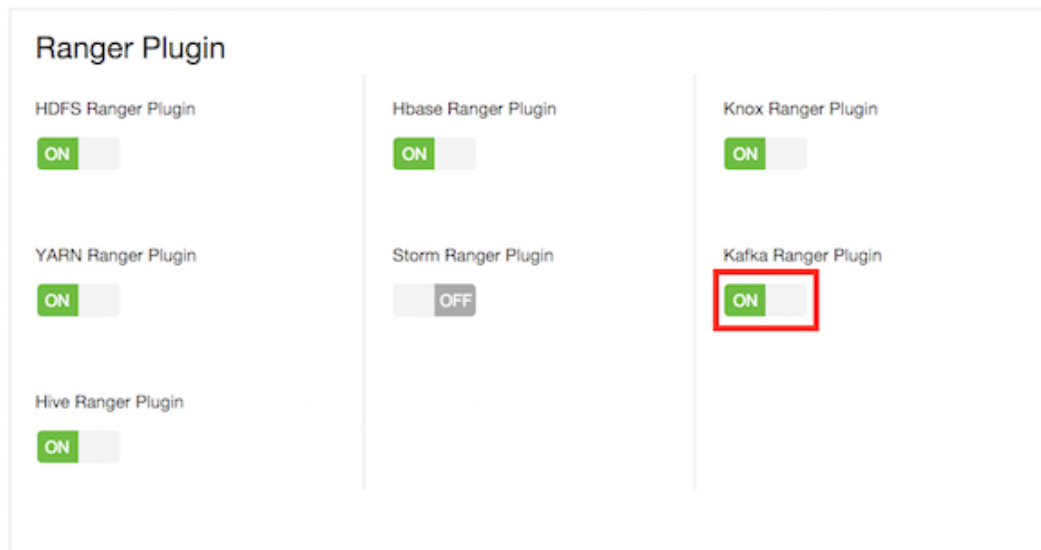 Ranger Plugin
HDFS Ranger Plugin
Hbase Ranger Plugin
Knox Ranger Plugin
ON
ON
ON
YARN Ranger Plugin
Storm Ranger Plugin
Kafka Ranger Plugin
ON
OFF
ON
Hive Ranger Plugin
ON